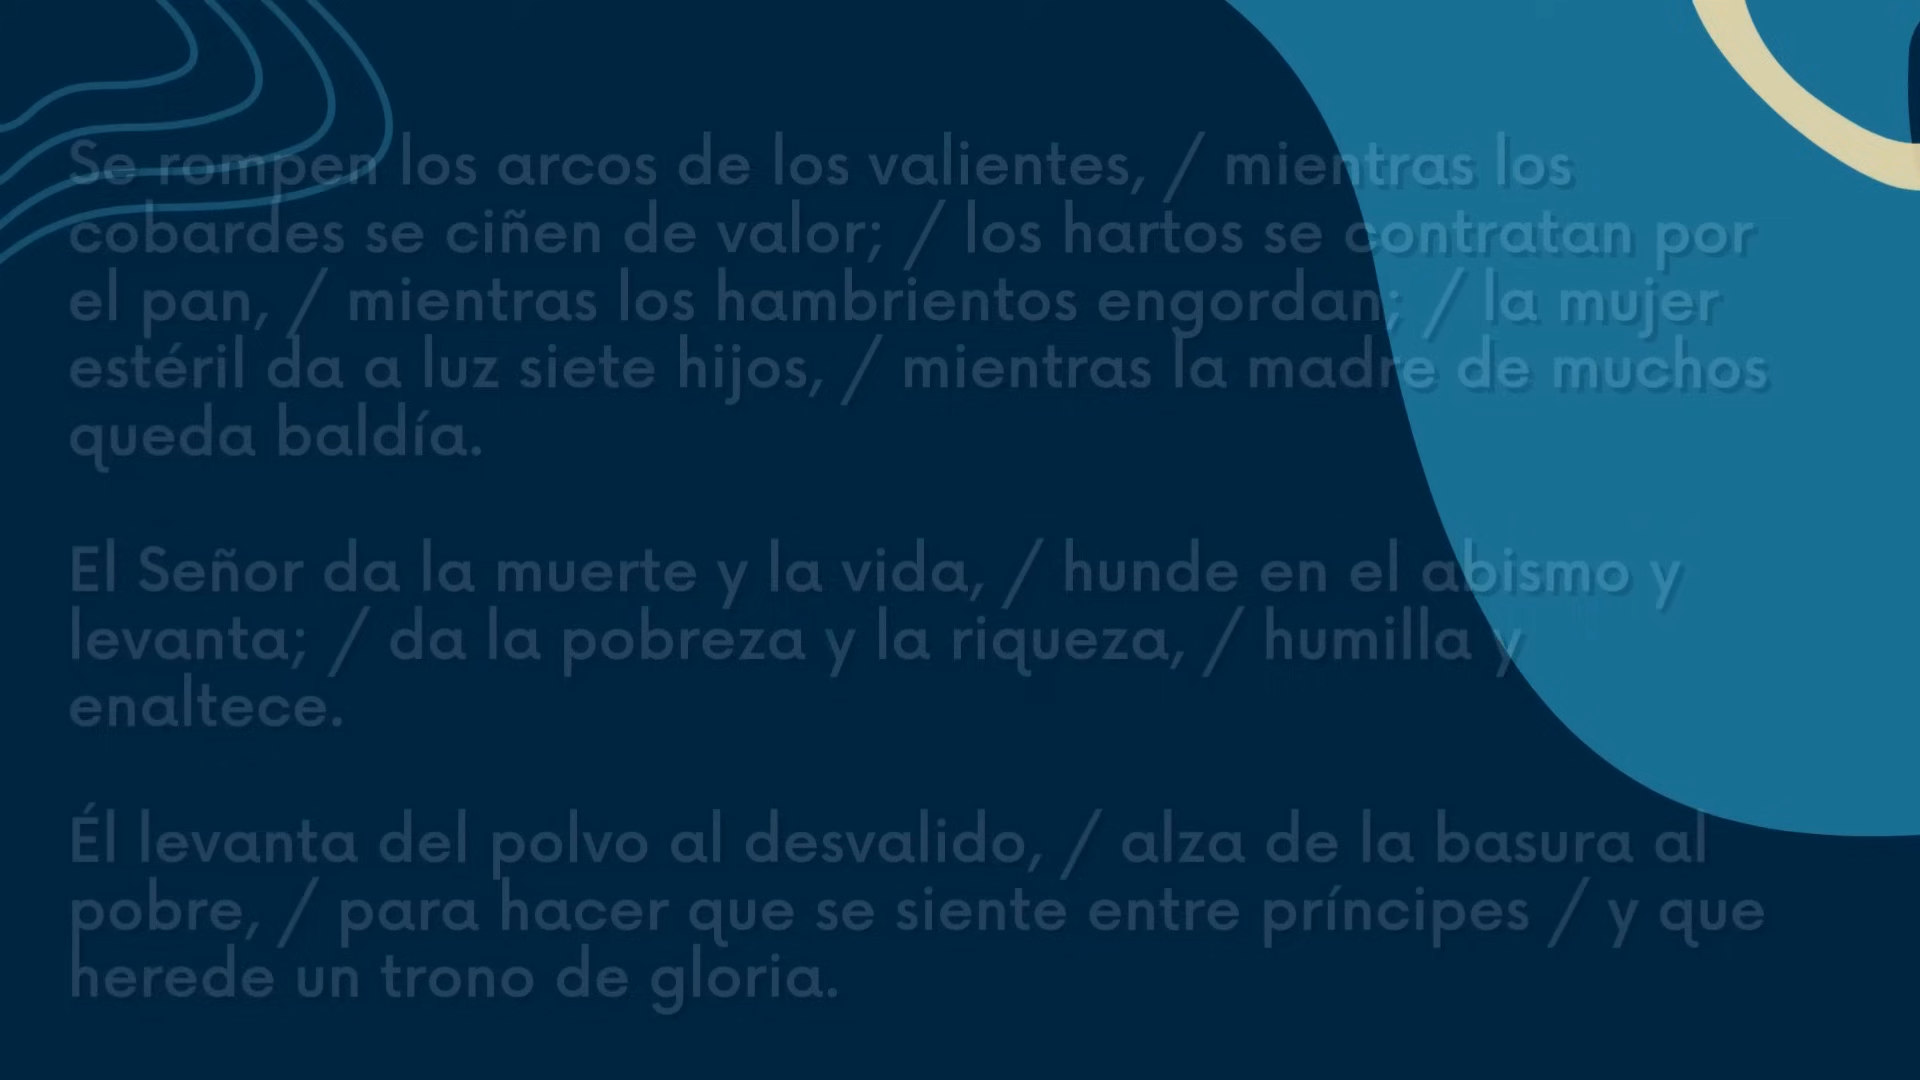 Se rompen los arcos de los valientes, / mientras los
cobardes se ciñen de valor; / los hartos se contratan por
el pan, / mientras los hambrientos engordan; / la mujer
estéril da a luz siete hijos, / mientras la madre de muchos
queda baldía.
El Señor da la muerte y la vida, / hunde en el abismo y
levanta; / da la pobreza y la riqueza, / humilla y
enaltece.
Él levanta del polvo al desvalido, / alza de la basura al
pobre, / para hacer que se siente entre príncipes / y que
herede un trono de gloria.